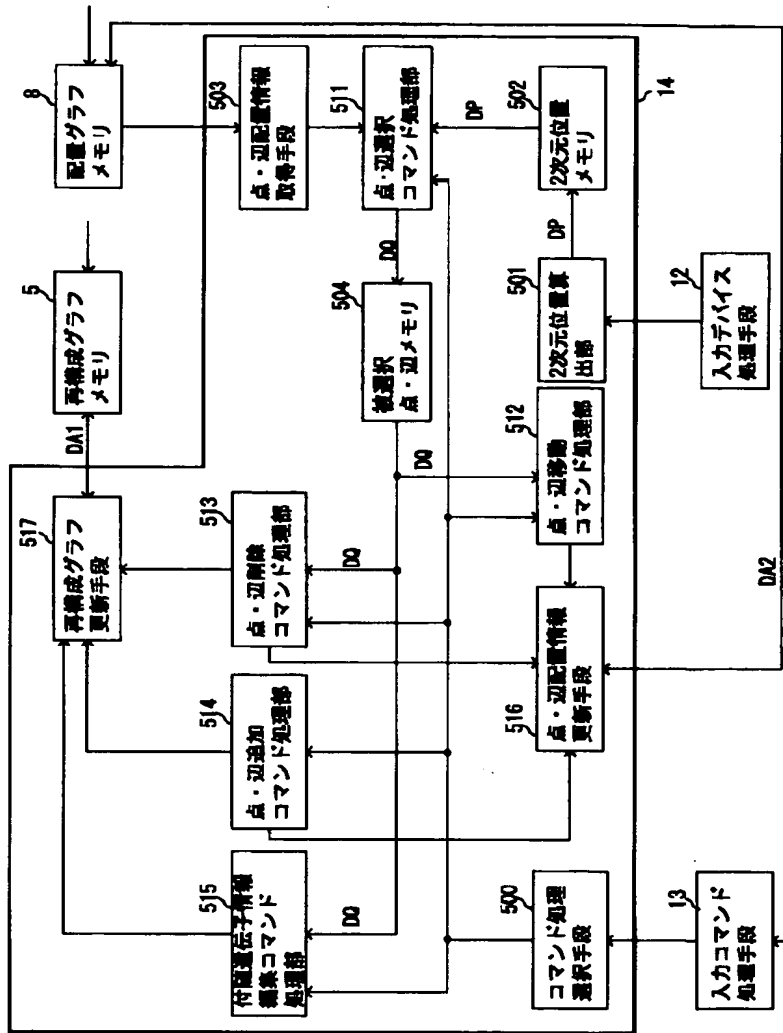 8
配置グラフ
メモリ
5
再構成グラフ
メモリ
DA1
517
再構成グラフ
更新手段
503
点・辺配置情報
取得手段
511
点・辺選択
コマンド処理部
DP
502
2次元位置
メモリ
14
DQ
504
被選択
点・辺メモリ
DP
501
2次元位置算
出部
12
入力デバイス
処理手段
DQ
512
点・辺移動
コマンド処理部
513
点・辺削除
コマンド処理部
DQ
514
点・辺追加
コマンド処理部
516
点・辺配置情報
更新手段
DA2
515
付随遺伝子情報
編集コマンド
処理部
DQ
500
コマンド処理
選択手段
13
入力コマンド
処理手段